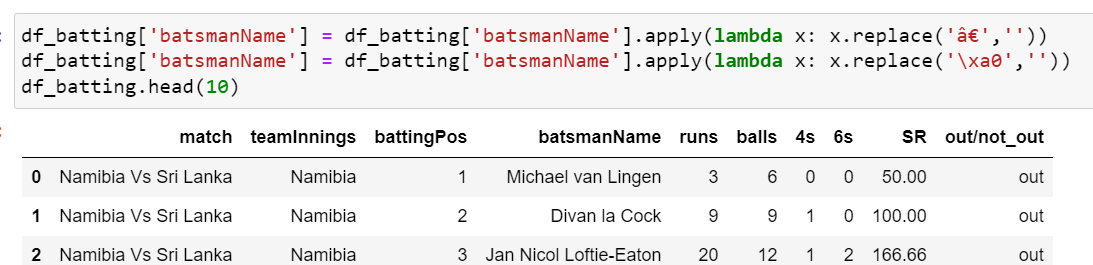 df_batting['batsmanName'] = df_batting['batsmanName'].apply(lambda x: x.replace('â€',''))
df_batting['batsmanName'] = df_batting['batsmanName'].apply(lambda x: x.replace('\xa0',''))
df_batting.head(10)
match teamInnings battingPos batsmanName runs balls 4s 6s SR out/not_out
0 Namibia Vs Sri Lanka Namibia 1 Michael van Lingen 3 6 0 0 50.00 out
1 Namibia Vs Sri Lanka Namibia 2 Divan la Cock 9 9 1 0 100.00 out
2 Namibia Vs Sri Lanka Namibia 3 Jan Nicol Loftie-Eaton 20 12 1 2 166.66 out